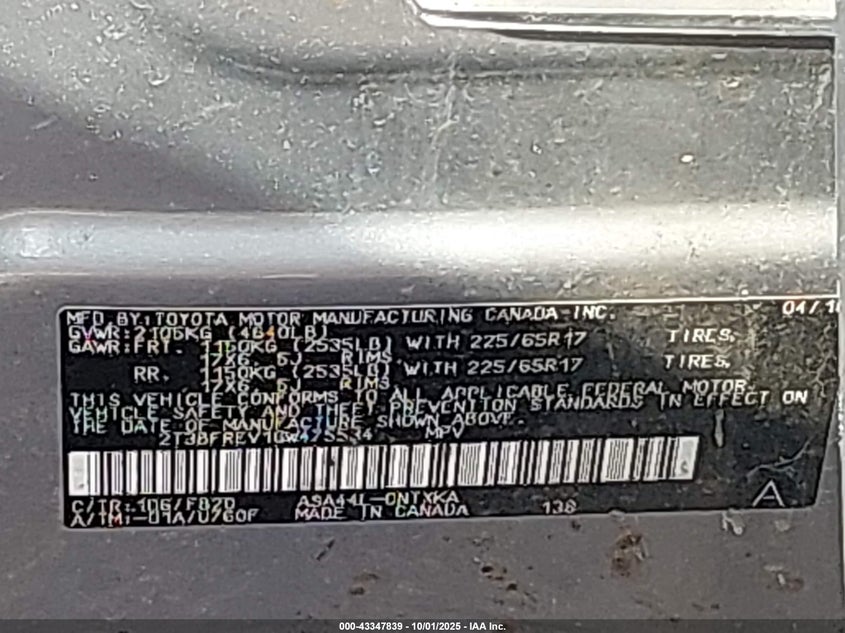 MFD. BY: TOYOTA MOTOR MANUFACTURING CANADA INC. 04/16
GVWR: 2105KG (4640LB)
GAWR: FRT. 1150KG (2535LB) WITH 225/65R17 TIRES,
17X6.5J RIMS,
RR. 1150KG (2535LB) WITH 225/65R17 TIRES,
17X6.5J RIMS
THIS VEHICLE CONFORMS TO ALL APPLICABLE FEDERAL MOTOR
VEHICLE SAFETY AND THEFT PREVENTION STANDARDS IN EFFECT ON
THE DATE OF MANUFACTURE SHOWN ABOVE.
MPV
C/TR: ASA44L-ANTXKA
A/TM: MADE IN CANADA 138
A
000-43347839 - 10/01/2025 - IAA Inc.